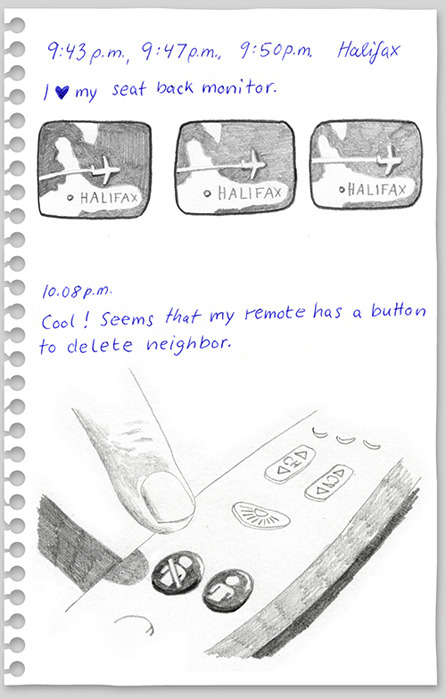 9:43 p.m., 9:47 p.m., 9:50 p.m. Halifax
I ♥ my seat back monitor.
HALIFAX HALIFAX HALIFAX
10.08 p.m.
Cool! Seems that my remote has a button
to delete neighbor.
CH